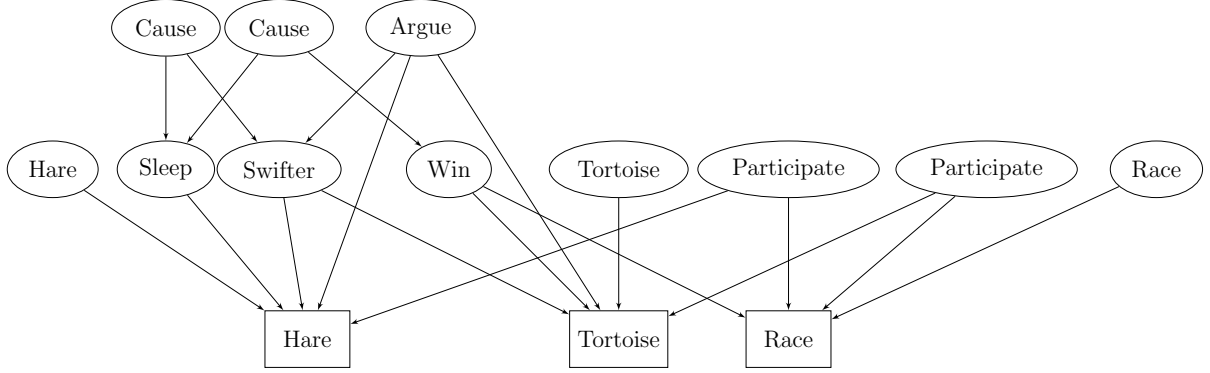 Cause Cause Argue
Hare Sleep Swifter Win Tortoise Participate Participate Race
Hare Tortoise Race